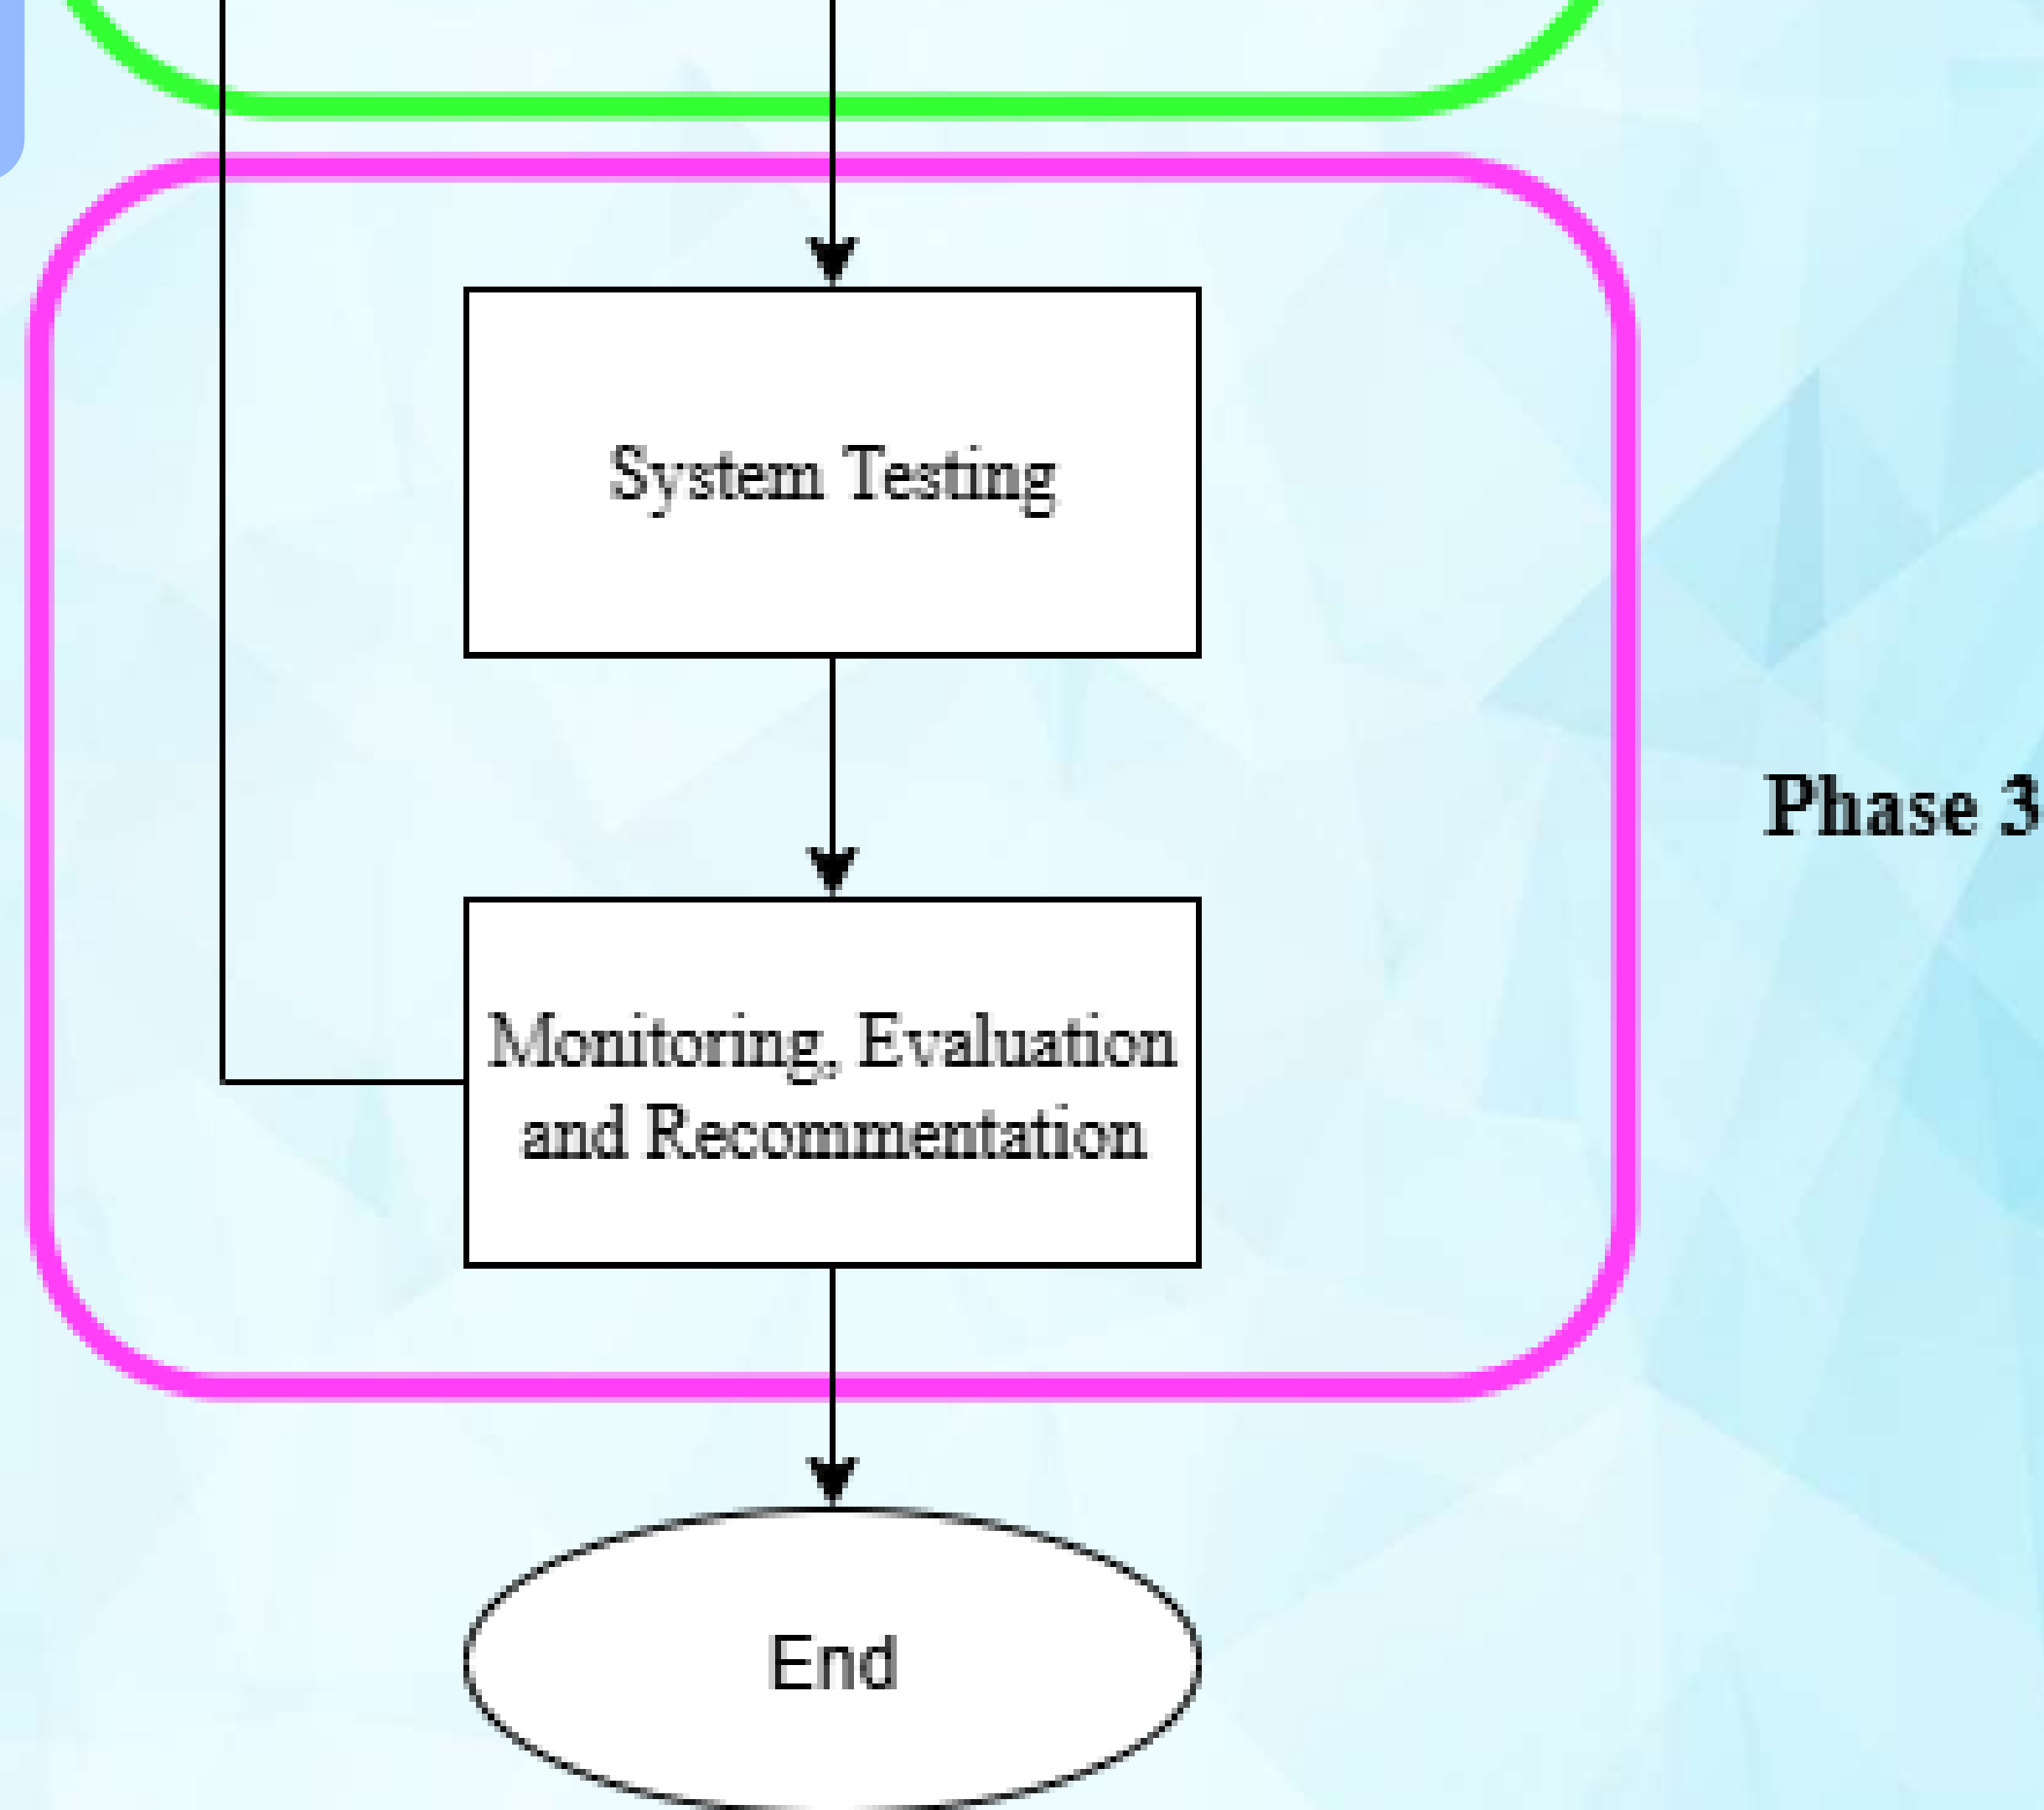 System Testing
Phase 3
Monitoring, Evaluation
and Recommentation
End